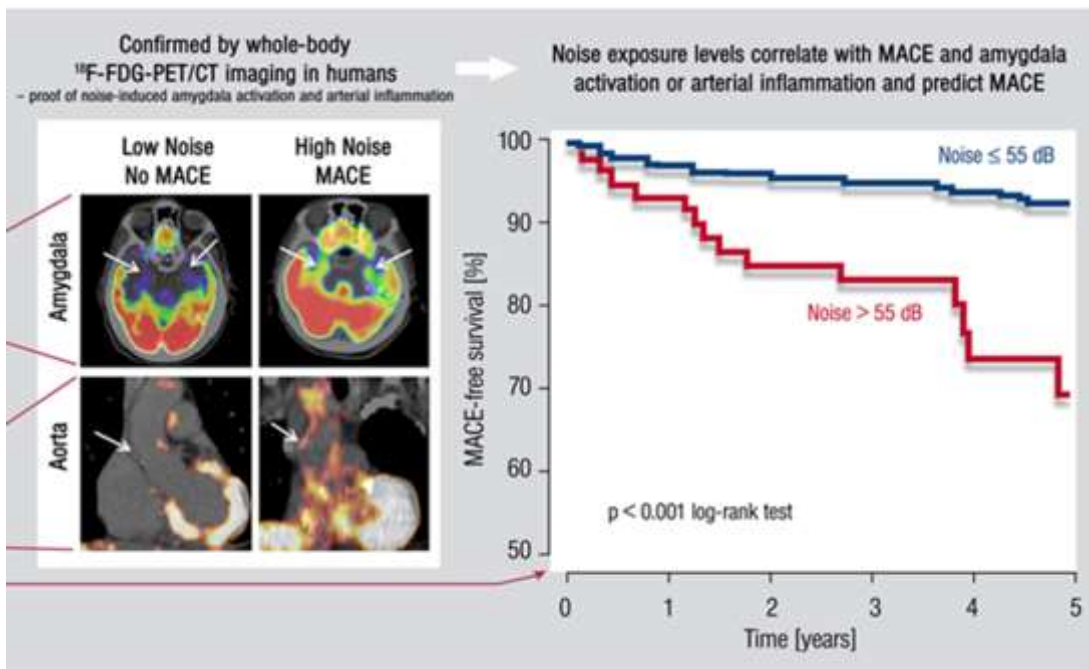 Confirmed by whole-body
¹⁸F-FDG-PET/CT imaging in humans
– proof of noise-induced amygdala activation and arterial inflammation
Low Noise
No MACE
High Noise
MACE
Amygdala
Aorta
Noise exposure levels correlate with MACE and amygdala
activation or arterial inflammation and predict MACE
MACE-free survival [%]
100
90
80
70
60
50
Noise ≤ 55 dB
Noise > 55 dB
p < 0.001 log-rank test
0 1 2 3 4 5
Time [years]